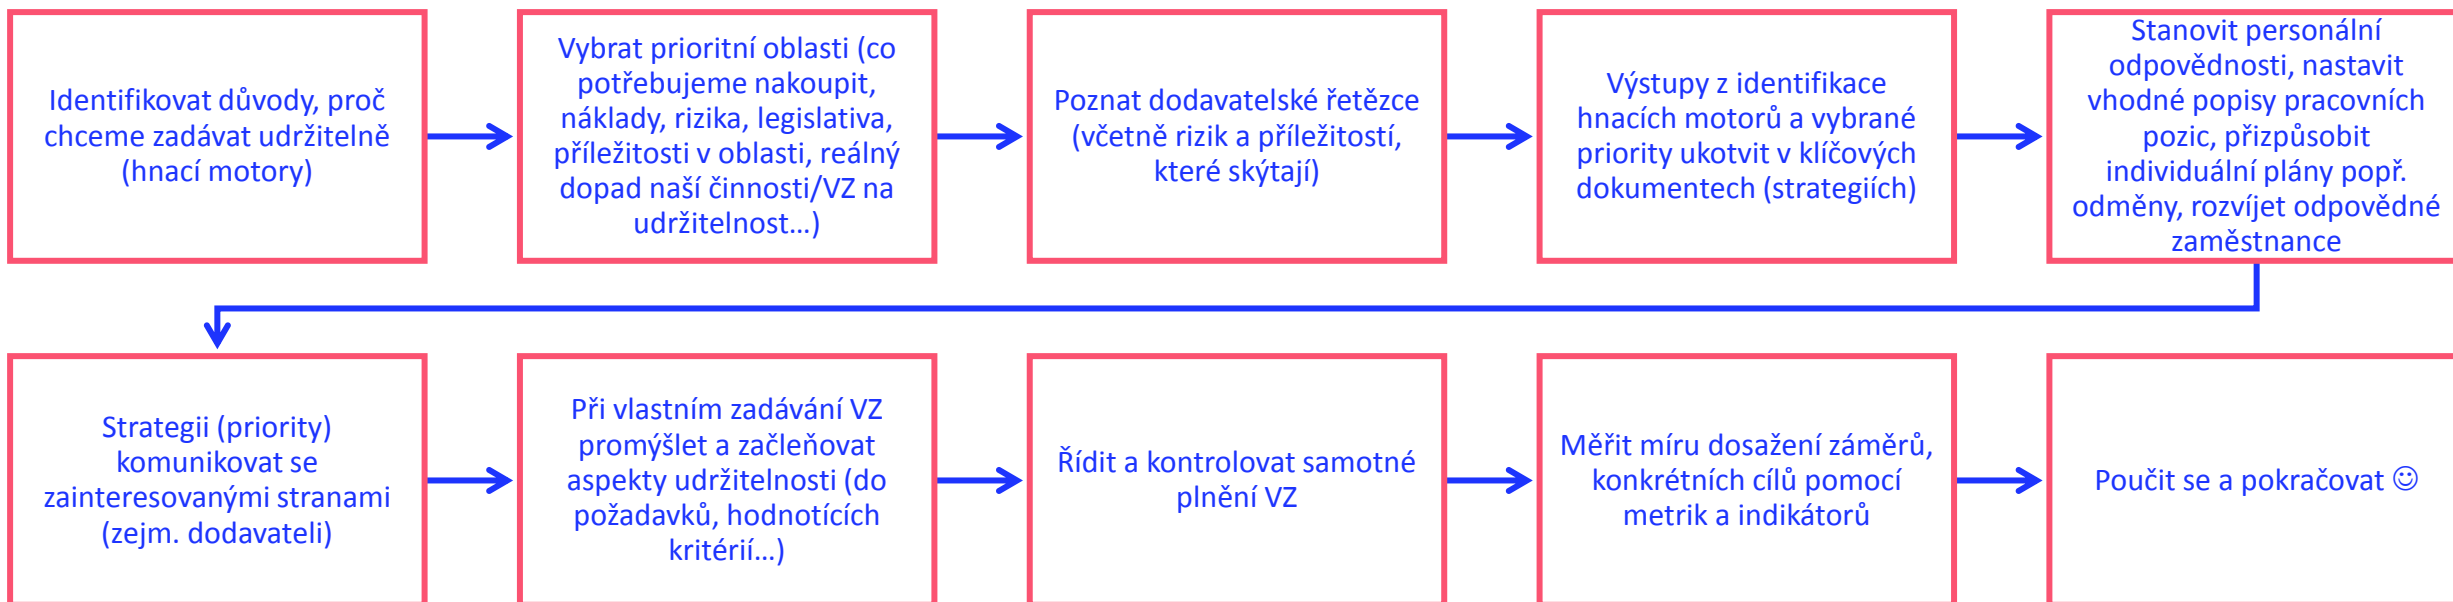 Identifikovat důvody, proč
chceme zadávat udržitelně
(hnací motory)
Vybrat prioritní oblasti (co
potřebujeme nakoupit,
náklady, rizika, legislativa,
příležitosti v oblasti, reálný
dopad naší činnosti/VZ na
udržitelnost...)
Poznat dodavatelské řetězce
(včetně rizik a příležitostí,
které skýtají)
Výstupy z identifikace
hnacích motorů a vybrané
priority ukotvit v klíčových
dokumentech (strategiích)
Stanovit personální
odpovědnosti, nastavit
vhodné popisy pracovních
pozic, přizpůsobit
individuální plány popř.
odměny, rozvíjet odpovědné
zaměstnance
Strategii (priority)
komunikovat se
zainteresovanými stranami
(zejm. dodavateli)
Při vlastním zadávání VZ
promýšlet a začleňovat
aspekty udržitelnosti (do
požadavků, hodnotících
kritérií...)
Řídit a kontrolovat samotné
plnění VZ
Měřit míru dosažení záměrů,
konkrétních cílů pomocí
metrik a indikátorů
Poučit se a pokračovat ☺